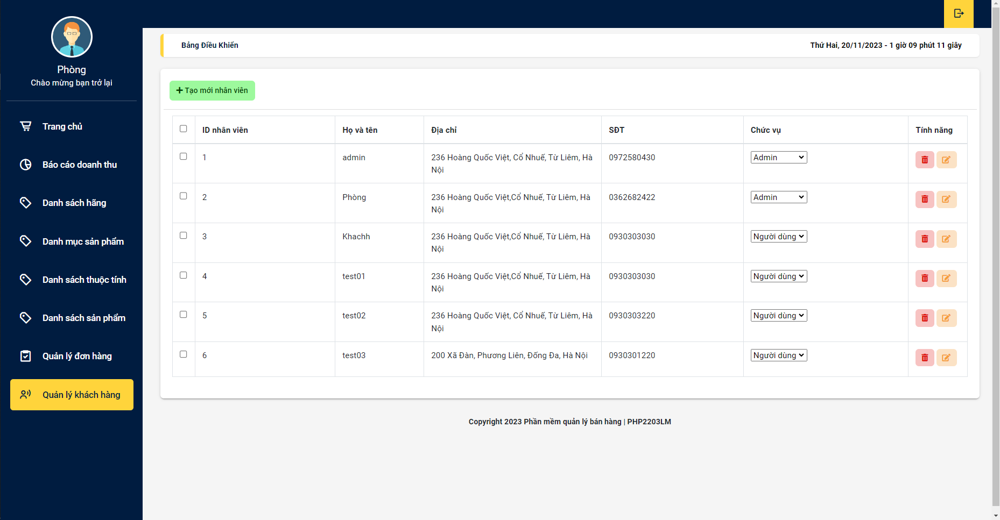 Phòng
Chào mừng bạn trở lại
Trang chủ
Báo cáo doanh thu
Danh sách hãng
Danh mục sản phẩm
Danh sách thuộc tính
Danh sách sản phẩm
Quản lý đơn hàng
Quản lý khách hàng
Bảng Điều Khiển
Thứ Hai, 20/11/2023 - 1 giờ 09 phút 11 giây
Tạo mới nhân viên
ID nhân viên Họ và tên Địa chỉ SĐT Chức vụ Tính năng
1 admin 236 Hoàng Quốc Việt, Cổ Nhuế, Từ Liêm, Hà 0972580430 Admin
Nội
2 Phòng 236 Hoàng Quốc Việt,Cổ Nhuế, Từ Liêm, Hà 0362682422 Admin
Nội
3 Khachh 236 Hoàng Quốc Việt,Cổ Nhuế, Từ Liêm, Hà 0930303030 Người dùng
Nội
4 test01 236 Hoàng Quốc Việt,Cổ Nhuế, Từ Liêm, Hà 0930303030 Người dùng
Nội
5 test02 236 Hoàng Quốc Việt, Cổ Nhuế, Từ Liêm, Hà 0930303220 Người dùng
Nội
6 test03 200 Xã Đàn, Phương Liên, Đống Đa, Hà Nội 0930301220 Người dùng
Copyright 2023 Phần mềm quản lý bán hàng | PHP2203LM